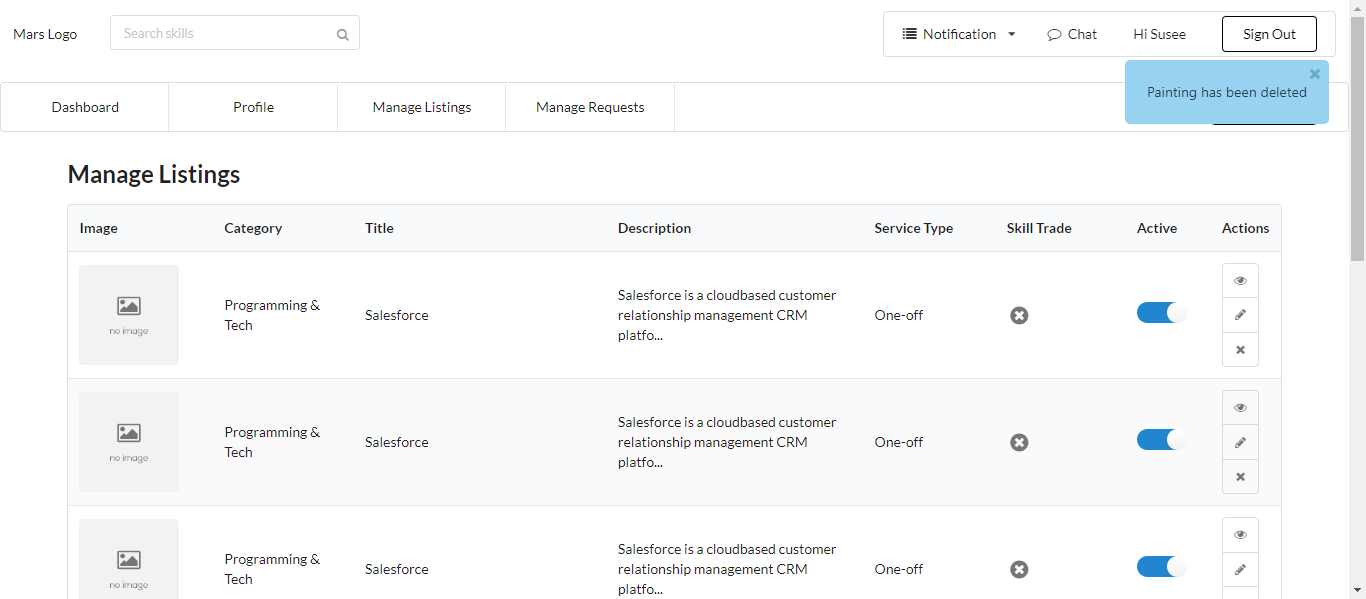 Mars Logo
Search skills
Notification
Chat
Hi Susee
Sign Out
Painting has been deleted
Dashboard
Profile
Manage Listings
Manage Requests
Manage Listings
Image
Category
Title
Description
Service Type
Skill Trade
Active
Actions
no image
Programming &
Tech
Salesforce
Salesforce is a cloudbased customer
relationship management CRM
platfo...
One-off
no image
Programming &
Tech
Salesforce
Salesforce is a cloudbased customer
relationship management CRM
platfo...
One-off
no image
Programming &
Tech
Salesforce
Salesforce is a cloudbased customer
relationship management CRM
platfo...
One-off